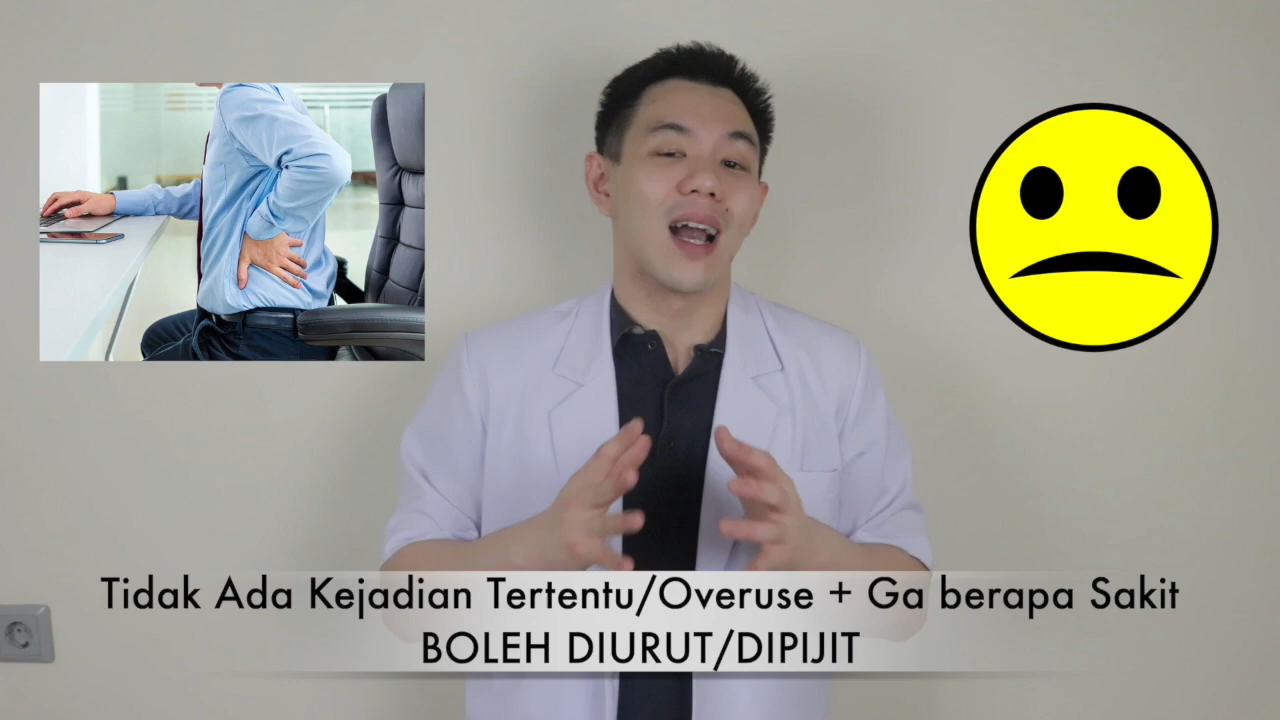 Tidak Ada Kejadian Tertentu/Overuse + Ga berapa Sakit
BOLEH DIURUT/DIPIJIT